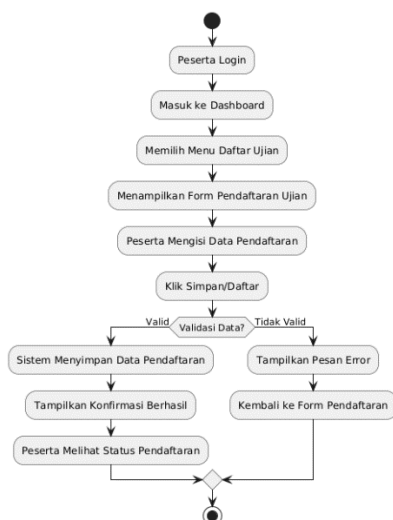 Peserta Login
Masuk ke Dashboard
Memilih Menu Daftar Ujian
Menampilkan Form Pendaftaran Ujian
Peserta Mengisi Data Pendaftaran
Klik Simpan/Daftar
Valid
Validasi Data?
Tidak Valid
Sistem Menyimpan Data Pendaftaran
Tampilkan Pesan Error
Tampilkan Konfirmasi Berhasil
Kembali ke Form Pendaftaran
Peserta Melihat Status Pendaftaran